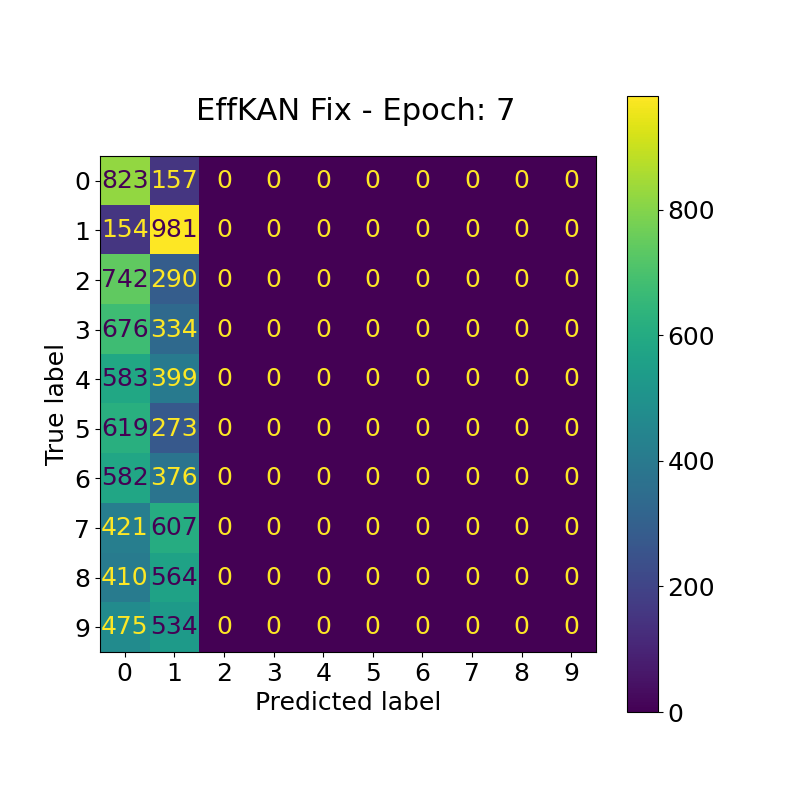 EffKAN Fix - Epoch: 7
0 823 157 0 0 0 0 0 0 0 0
1 154 981 0 0 0 0 0 0 0 0
2 742 290 0 0 0 0 0 0 0 0
3 676 334 0 0 0 0 0 0 0 0
4 583 399 0 0 0 0 0 0 0 0
5 619 273 0 0 0 0 0 0 0 0
6 582 376 0 0 0 0 0 0 0 0
7 421 607 0 0 0 0 0 0 0 0
8 410 564 0 0 0 0 0 0 0 0
9 475 534 0 0 0 0 0 0 0 0
0 1 2 3 4 5 6 7 8 9
Predicted label
True label
800
600
400
200
0